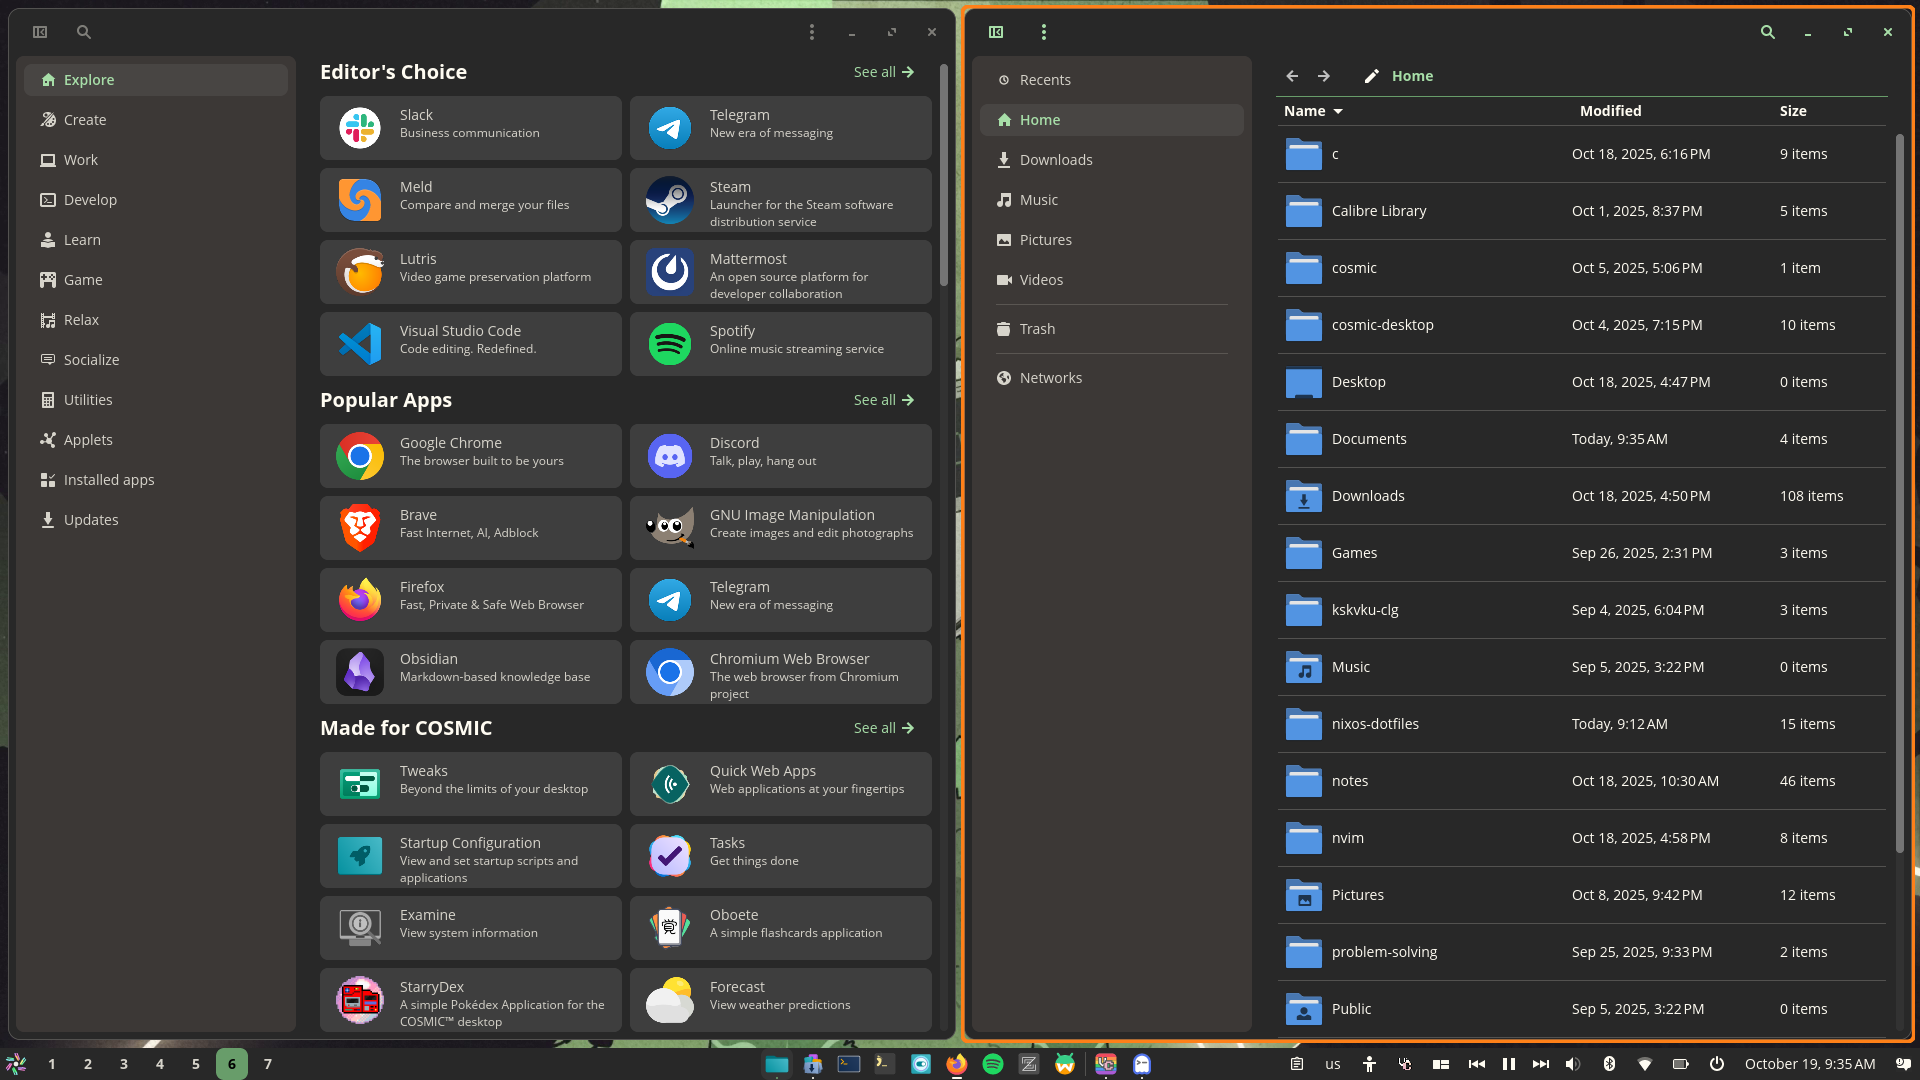 Explore
Create
Work
Develop
Learn
Game
Relax
Socialize
Utilities
Applets
Installed apps
Updates
Editor's Choice
See all
Slack
Business communication
Telegram
New era of messaging
Meld
Compare and merge your files
Steam
Launcher for the Steam software
distribution service
Lutris
Video game preservation platform
Mattermost
An open source platform for
developer collaboration
Visual Studio Code
Code editing. Redefined.
Spotify
Online music streaming service
Popular Apps
See all
Google Chrome
The browser built to be yours
Discord
Talk, play, hang out
Brave
Fast Internet, AI, Adblock
GNU Image Manipulation
Create images and edit photographs
Firefox
Fast, Private & Safe Web Browser
Telegram
New era of messaging
Obsidian
Markdown-based knowledge base
Chromium Web Browser
The web browser from Chromium
project
Made for COSMIC
See all
Tweaks
Beyond the limits of your desktop
Quick Web Apps
Web applications at your fingertips
Startup Configuration
View and set startup scripts and
applications
Tasks
Get things done
Examine
View system information
Oboete
A simple flashcards application
StarryDex
A simple Pokédex Application for the
COSMIC™ desktop
Forecast
View weather predictions
Recents
Home
Downloads
Music
Pictures
Videos
Trash
Networks
Home
Name Modified Size
c Oct 18, 2025, 6:16 PM 9 items
Calibre Library Oct 1, 2025, 8:37 PM 5 items
cosmic Oct 5, 2025, 5:06 PM 1 item
cosmic-desktop Oct 4, 2025, 7:15 PM 10 items
Desktop Oct 18, 2025, 4:47 PM 0 items
Documents Today, 9:35 AM 4 items
Downloads Oct 18, 2025, 4:50 PM 108 items
Games Sep 26, 2025, 2:31 PM 3 items
kskvku-clg Sep 4, 2025, 6:04 PM 3 items
Music Sep 5, 2025, 3:22 PM 0 items
nixos-dotfiles Today, 9:12 AM 15 items
notes Oct 18, 2025, 10:30 AM 46 items
nvim Oct 18, 2025, 4:58 PM 8 items
Pictures Oct 8, 2025, 9:42 PM 12 items
problem-solving Sep 25, 2025, 9:33 PM 2 items
Public Sep 5, 2025, 3:22 PM 0 items
1 2 3 4 5 6 7 us October 19, 9:35 AM